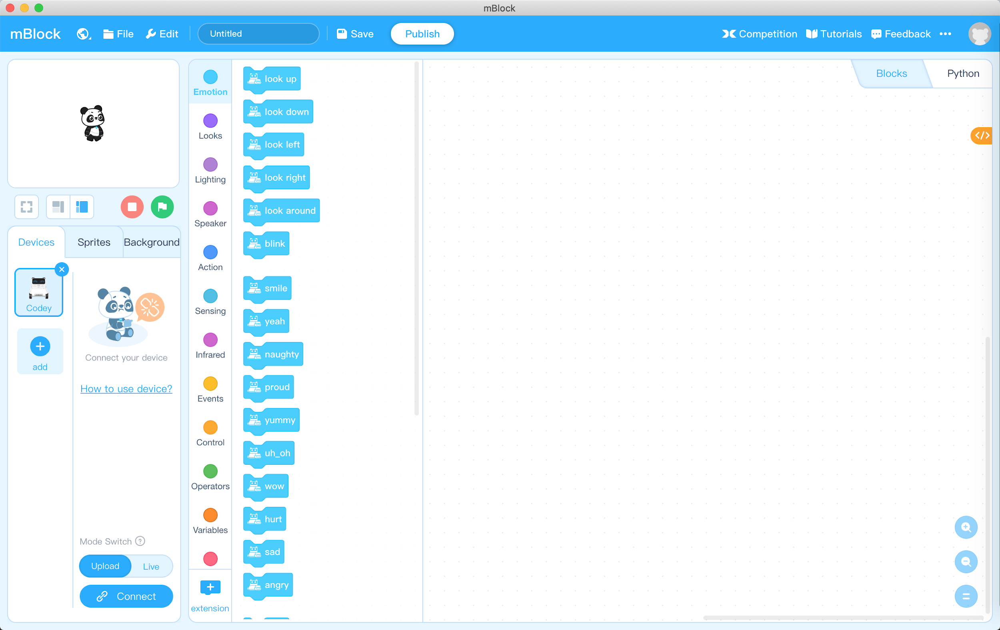 mBlock
mBlock
File
Edit
Untitled
Save
Publish
Competition
Tutorials
Feedback
Devices
Sprites
Background
Codey
add
Connect your device
How to use device?
Mode Switch ?
Upload
Live
Connect
Emotion
Looks
Lighting
Speaker
Action
Sensing
Infrared
Events
Control
Operators
Variables
extension
look up
look down
look left
look right
look around
blink
smile
yeah
naughty
proud
yummy
uh_oh
wow
hurt
sad
angry
Blocks
Python